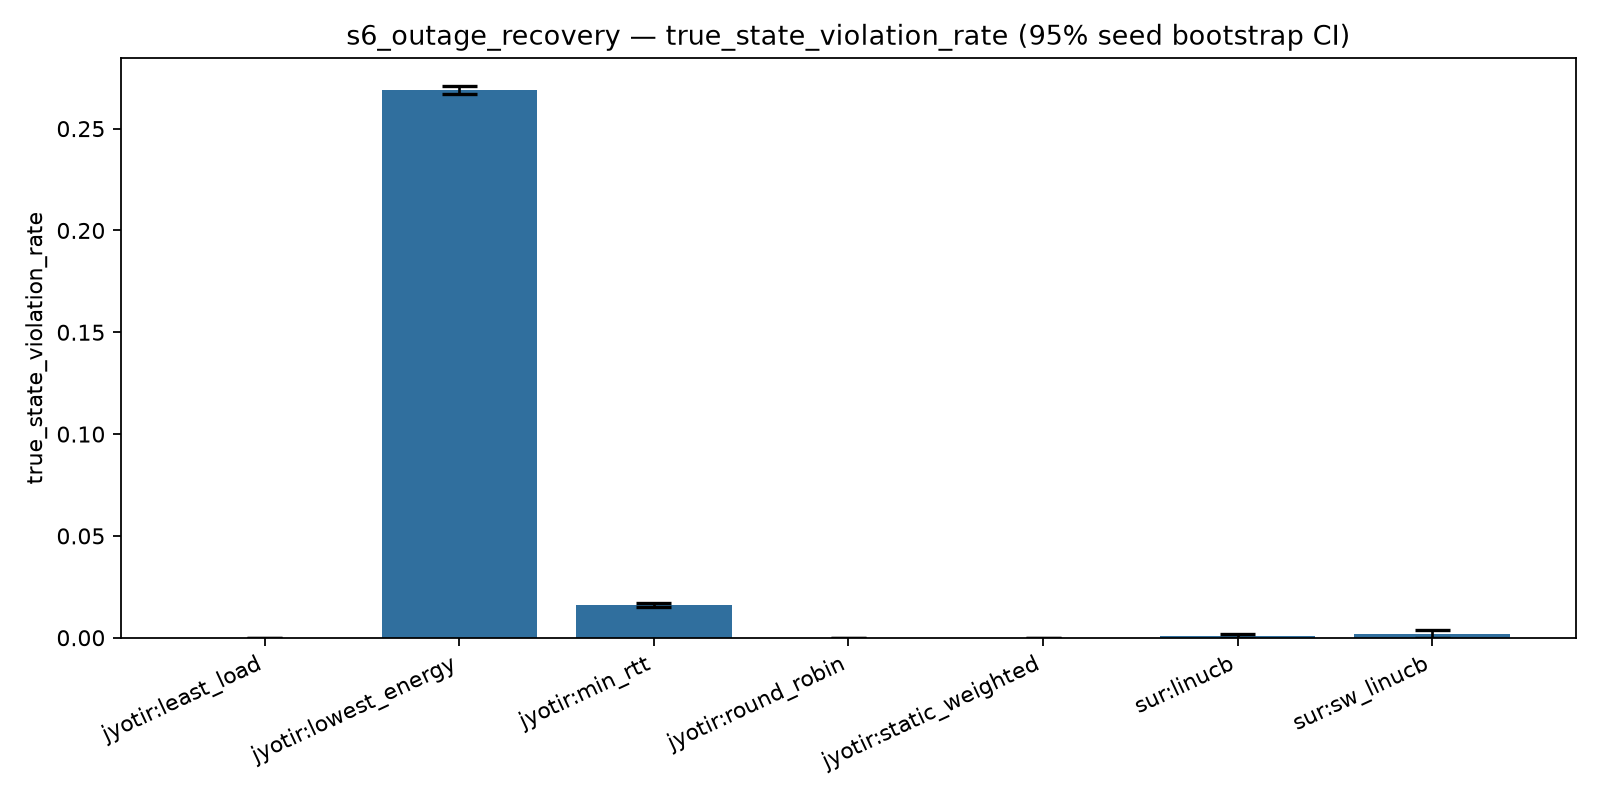 s6_outage_recovery — true_state_violation_rate (95% seed bootstrap CI)
true_state_violation_rate
0.25
0.20
0.15
0.10
0.05
0.00
jyotir:least_load
jyotir:lowest_energy
jyotir:min_rtt
jyotir:round_robin
jyotir:static_weighted
sur:linucb
sur:sw_linucb